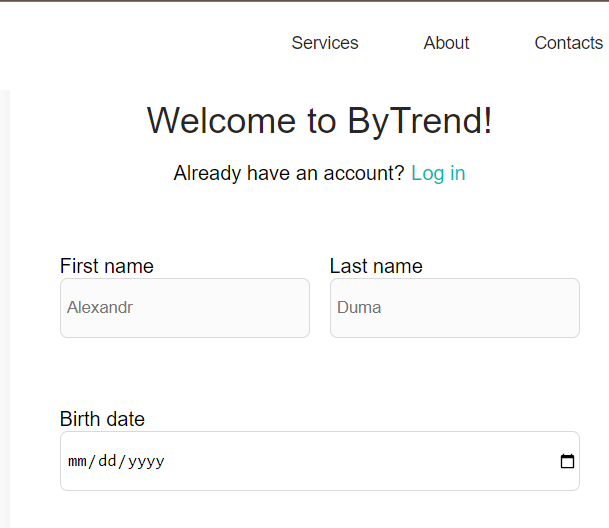 Services About Contacts
Welcome to ByTrend!
Already have an account? Log in
First name Last name
Alexandr Duma
Birth date
mm/dd/yyyy